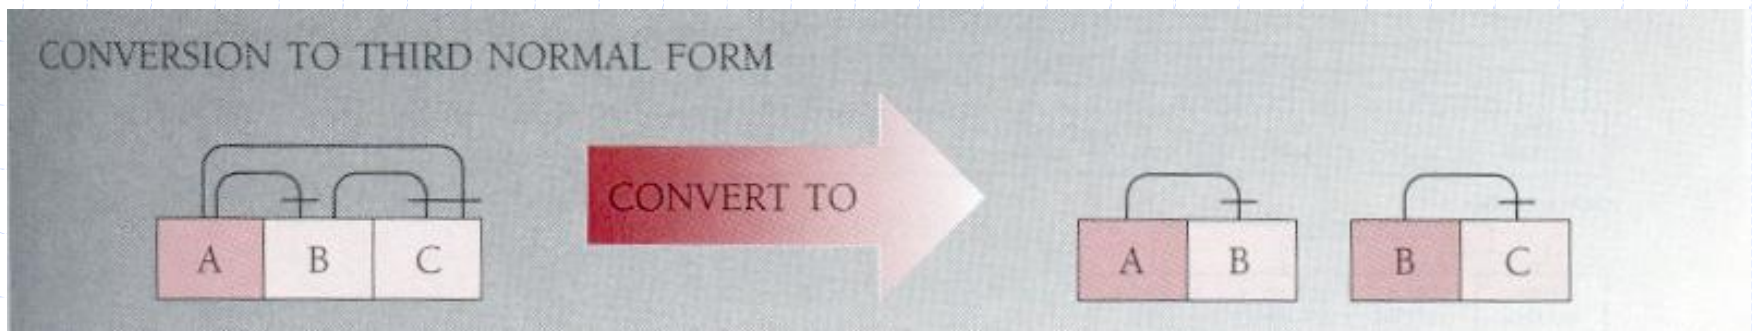 CONVERSION TO THIRD NORMAL FORM
CONVERT TO
A B C
A B
B C